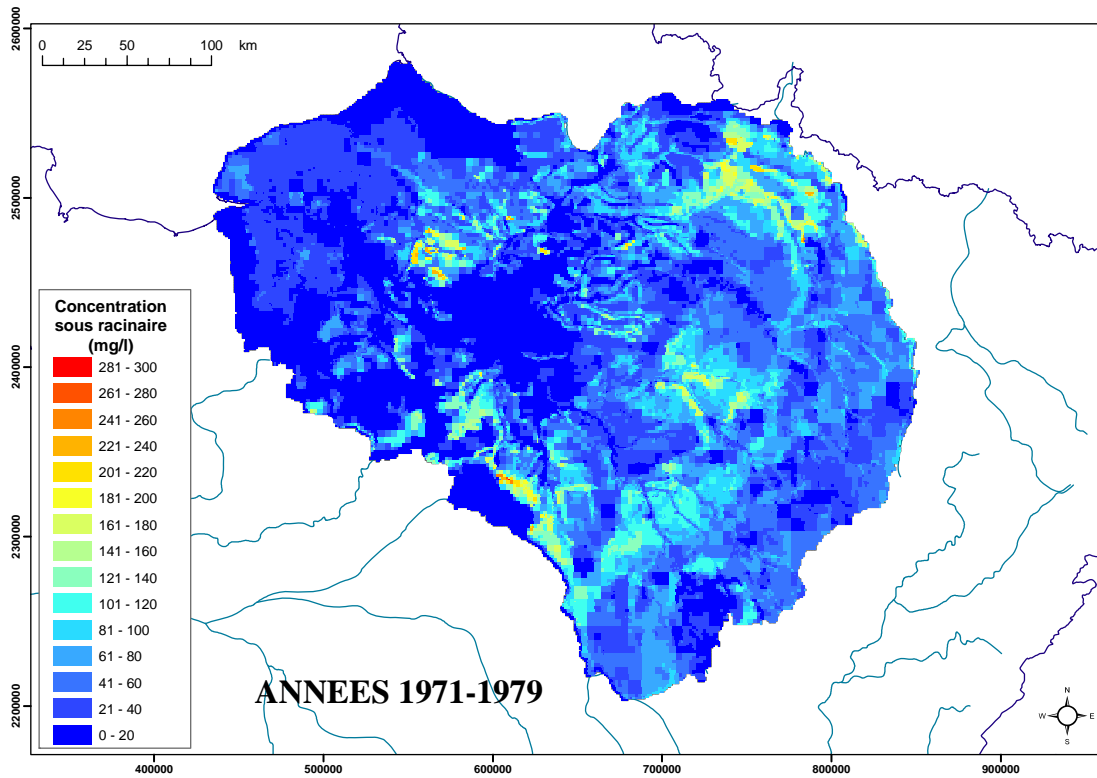 2600000
2500000
2400000
2300000
2200000
0 25 50 100 km
Concentration
sous racinaire
(mg/l)
281 - 300
261 - 280
241 - 260
221 - 240
201 - 220
181 - 200
161 - 180
141 - 160
121 - 140
101 - 120
81 - 100
61 - 80
41 - 60
21 - 40
0 - 20
ANNEES 1971-1979
N
W E
S
400000 500000 600000 700000 800000 900000